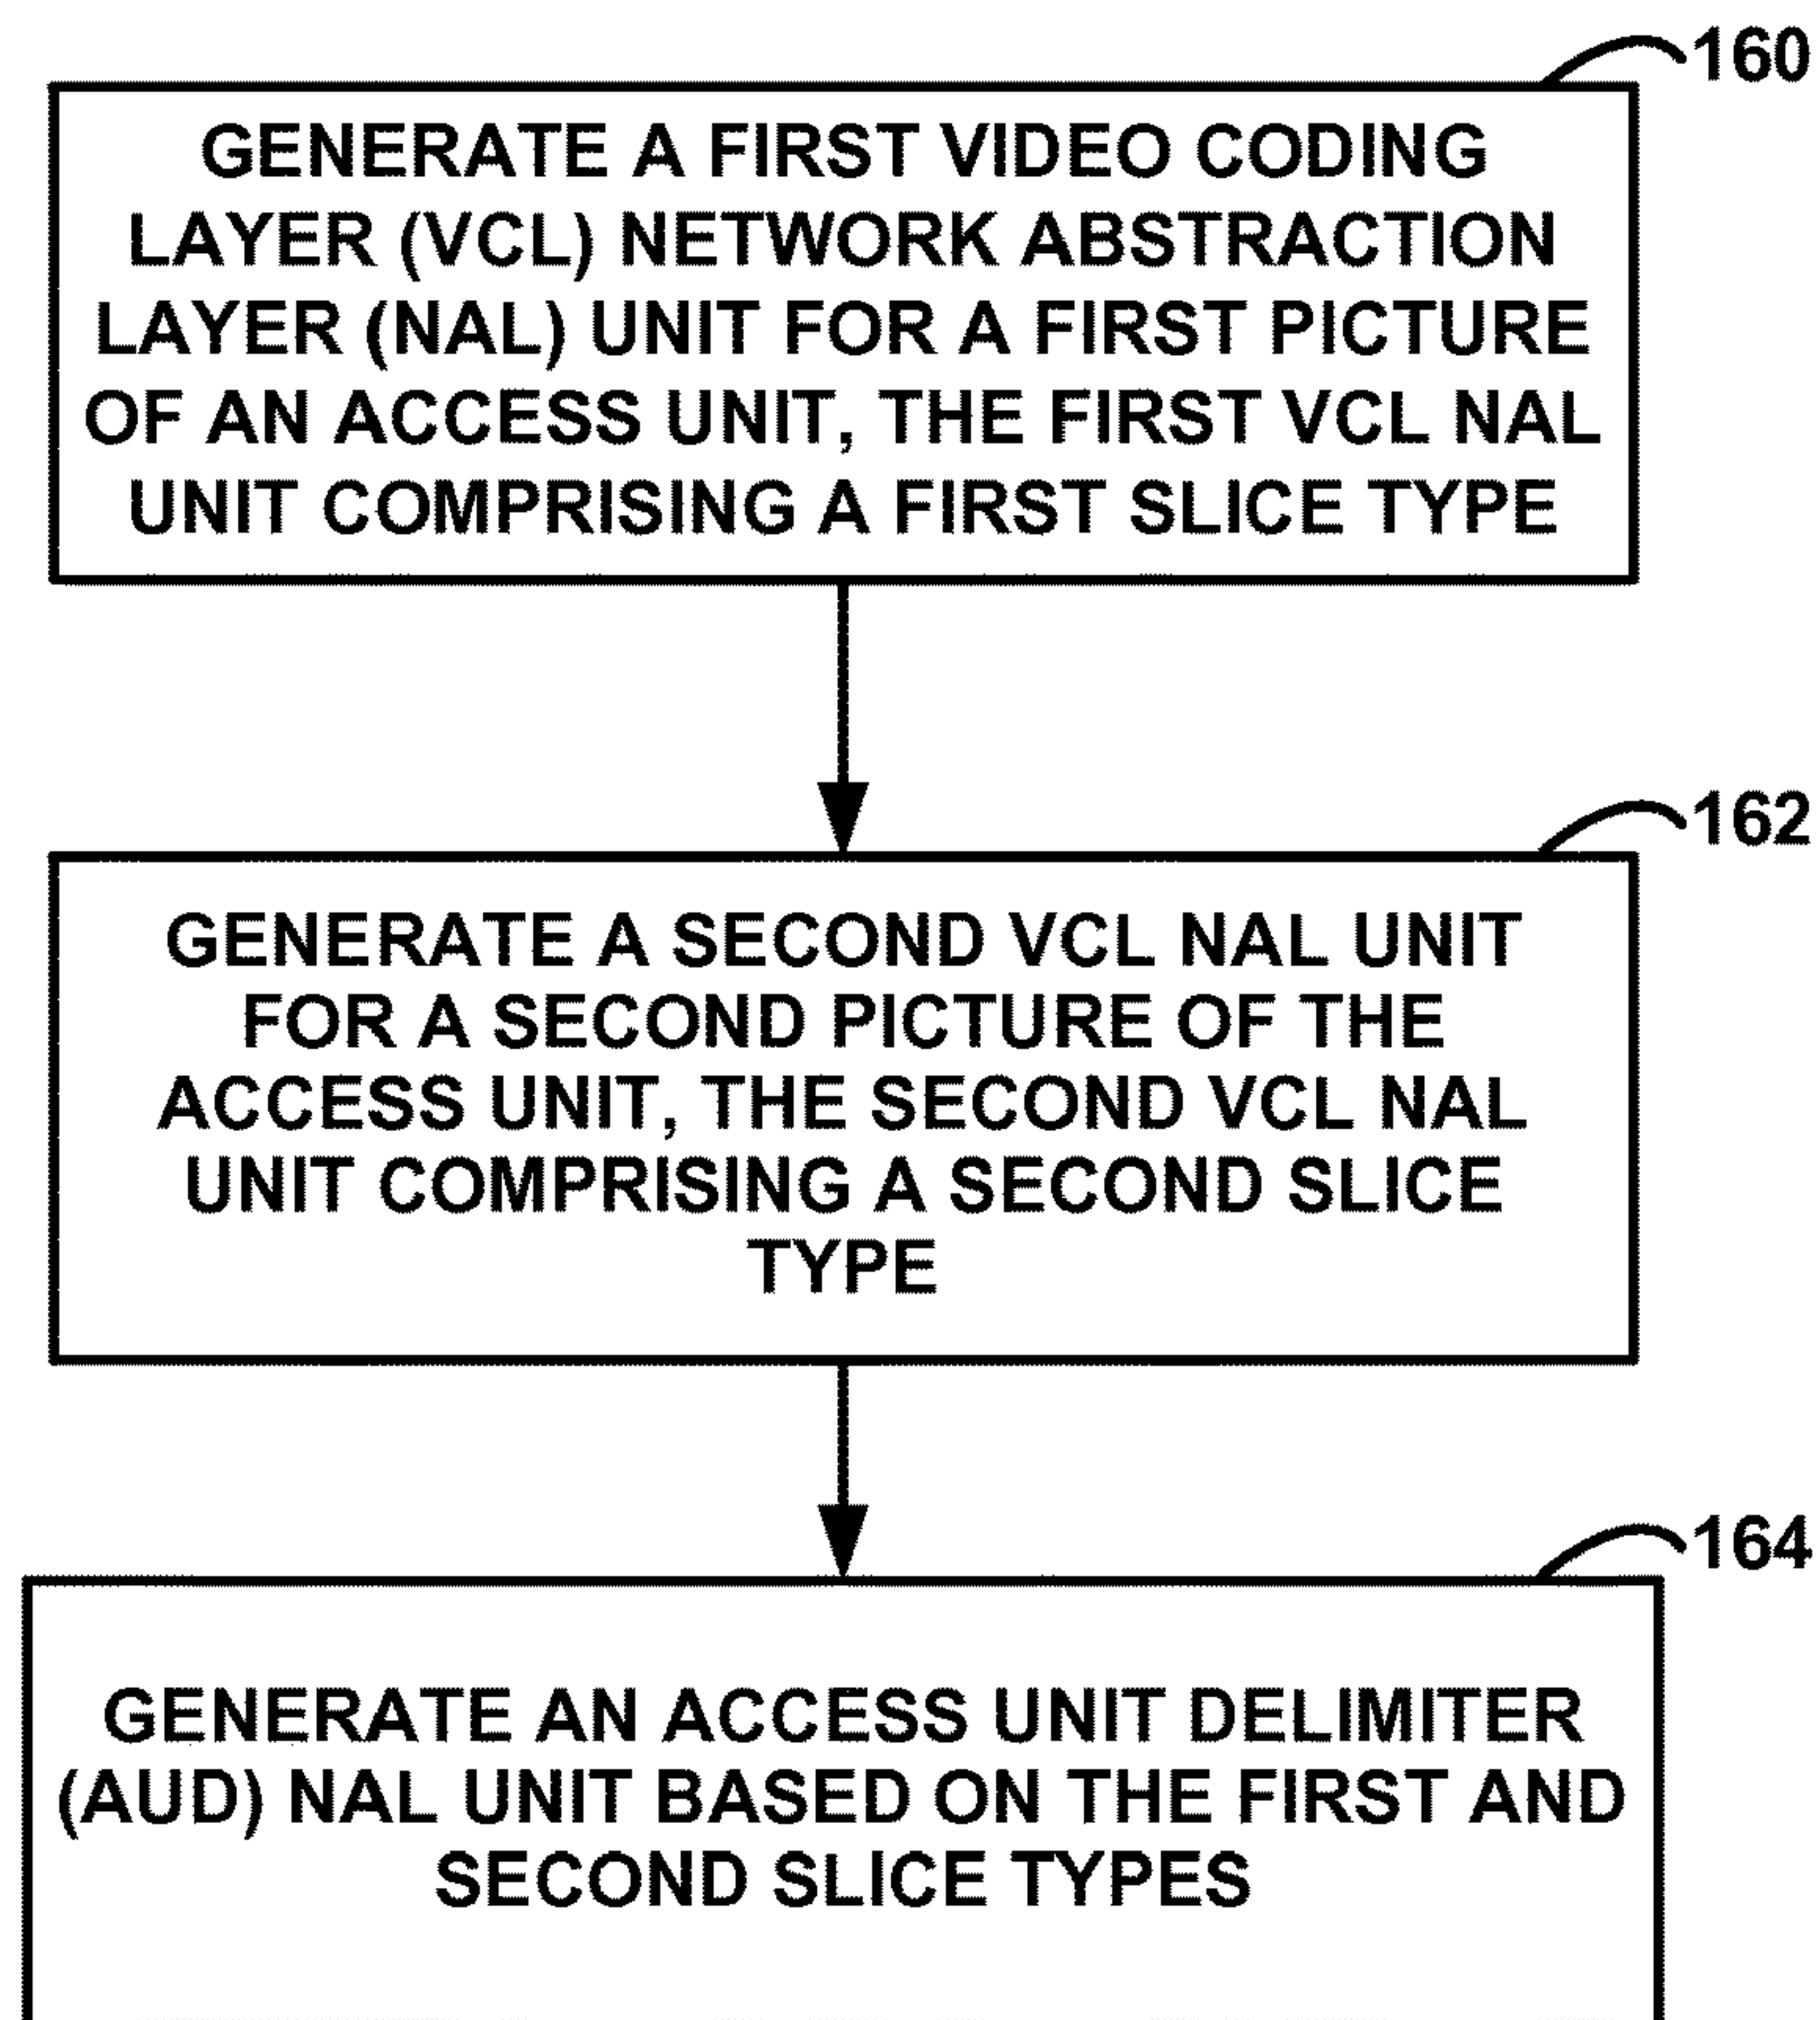 160
GENERATE A FIRST VIDEO CODING
LAYER (VCL) NETWORK ABSTRACTION
LAYER (NAL) UNIT FOR A FIRST PICTURE
OF AN ACCESS UNIT, THE FIRST VCL NAL
UNIT COMPRISING A FIRST SLICE TYPE
162
GENERATE A SECOND VCL NAL UNIT
FOR A SECOND PICTURE OF THE
ACCESS UNIT, THE SECOND VCL NAL
UNIT COMPRISING A SECOND SLICE
TYPE
164
GENERATE AN ACCESS UNIT DELIMITER
(AUD) NAL UNIT BASED ON THE FIRST AND
SECOND SLICE TYPES